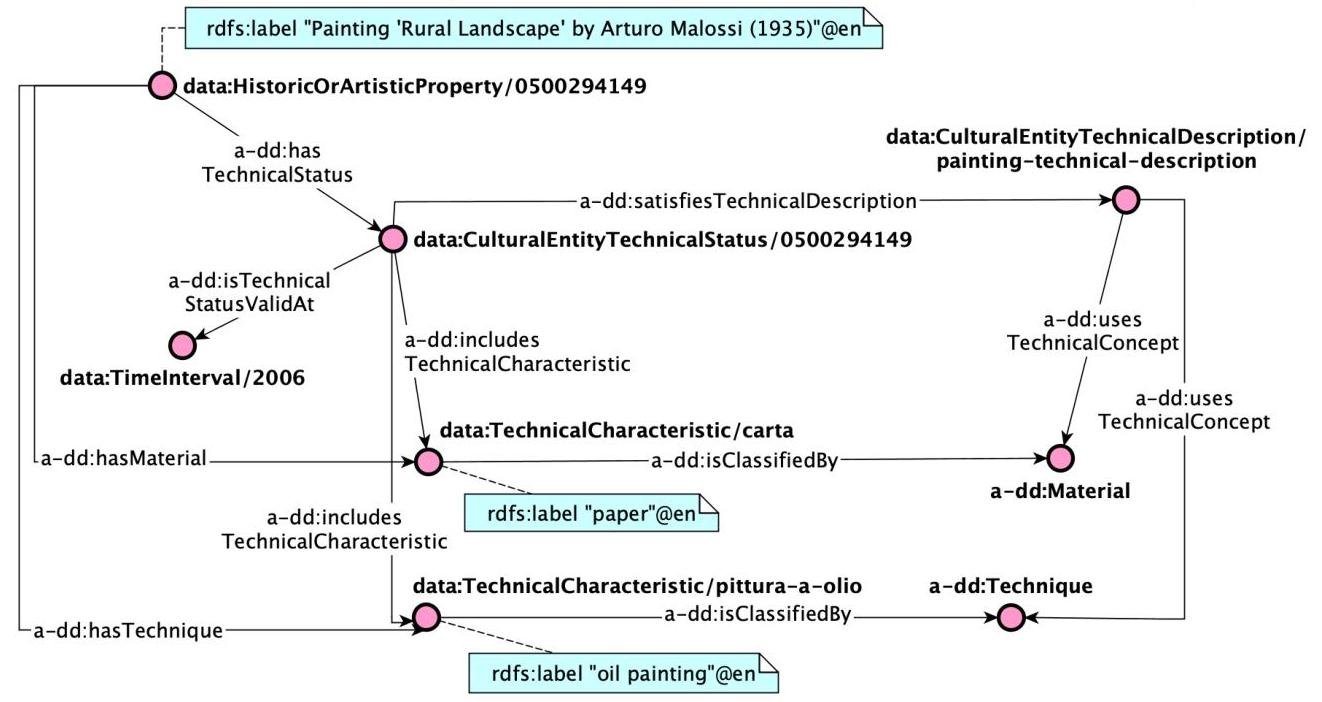 rdfs:label "Painting 'Rural Landscape' by Arturo Malossi (1935)"@en
data:HistoricOrArtisticProperty/0500294149
a-dd:has
TechnicalStatus
data:CulturalEntityTechnicalDescription/
painting-technical-description
a-dd:satisfiesTechnicalDescription
data:CulturalEntityTechnicalStatus/0500294149
a-dd:isTechnical
StatusValidAt
data:TimeInterval/2006
a-dd:includes
TechnicalCharacteristic
a-dd:uses
TechnicalConcept
a-dd:uses
TechnicalConcept
data:TechnicalCharacteristic/carta
a-dd:hasMaterial
a-dd:isClassifiedBy
a-dd:Material
rdfs:label "paper"@en
a-dd:includes
TechnicalCharacteristic
data:TechnicalCharacteristic/pittura-a-olio
a-dd:Technique
a-dd:isClassifiedBy
a-dd:hasTechnique
rdfs:label "oil painting"@en